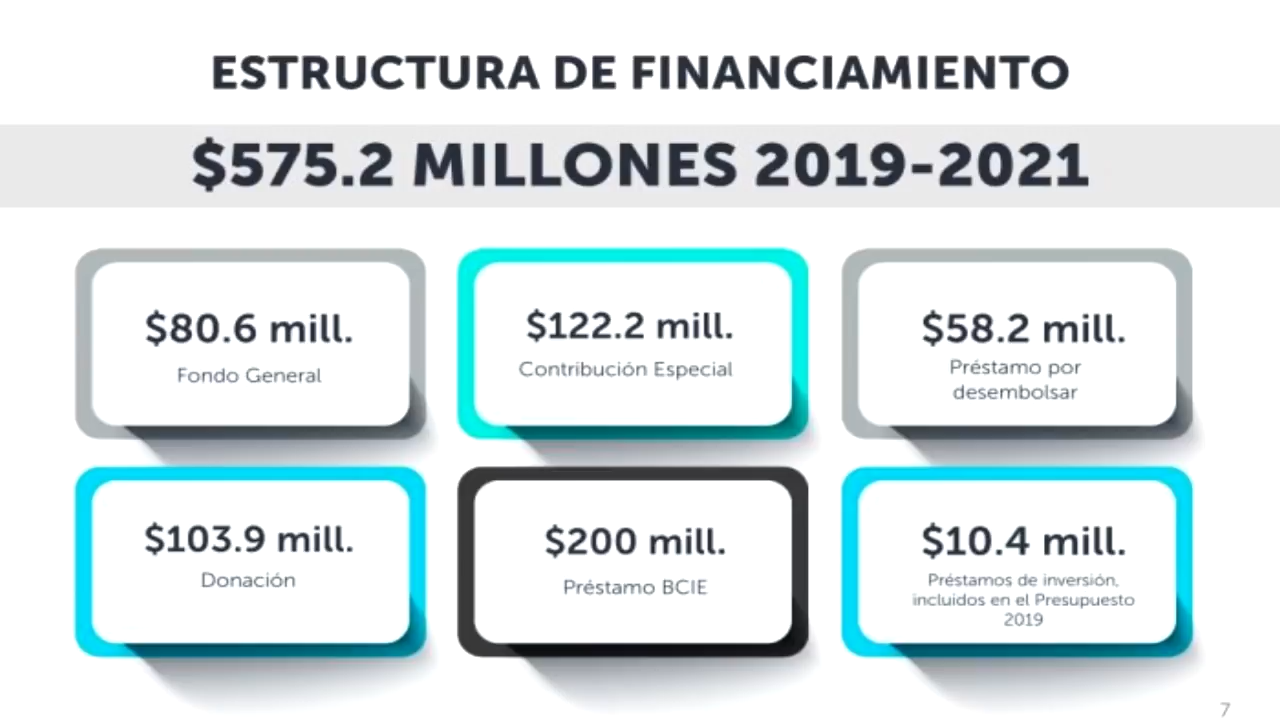 ESTRUCTURA DE FINANCIAMIENTO
$575.2 MILLONES 2019-2021
$80.6 mill.
Fondo General
$122.2 mill.
Contribución Especial
$58.2 mill.
Préstamo por
desembolsar
$103.9 mill.
Donación
$200 mill.
Préstamo BCIE
$10.4 mill.
Préstamos de inversión,
incluidos en el Presupuesto
2019
7